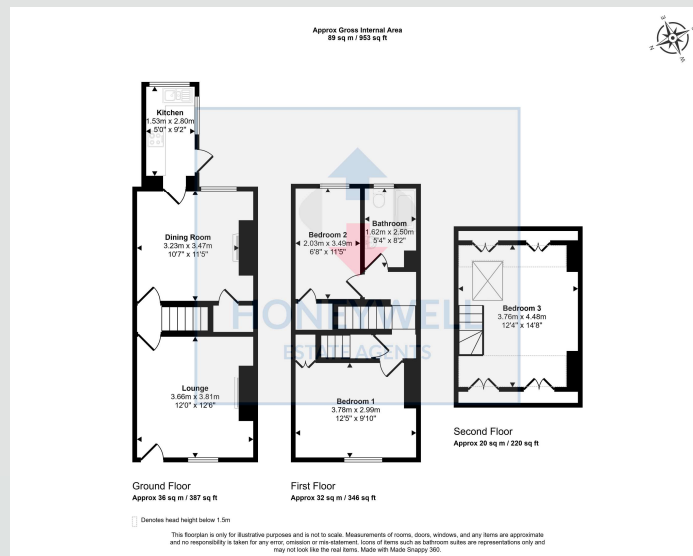 Approx Gross Internal Area
89 sq m / 953 sq ft
Kitchen
1.53m x 2.80m
5'0" x 9'2"
Dining Room
3.23m x 3.47m
10'7" x 11'5"
Lounge
3.66m x 3.81m
12'0" x 12'6"
Bedroom 2
2.03m x 3.49m
6'8" x 11'5"
Bathroom
1.62m x 2.50m
5'4" x 8'2"
Bedroom 1
3.78m x 2.99m
12'5" x 9'10"
Bedroom 3
3.76m x 4.48m
12'4" x 14'8"
HONEYWELL
ESTATE AGENTS
Ground Floor
Approx 36 sq m / 387 sq ft
First Floor
Approx 32 sq m / 346 sq ft
Second Floor
Approx 20 sq m / 220 sq ft
Denotes head height below 1.5m
This floorplan is only for illustrative purposes and is not to scale. Measurements of rooms, doors, windows, and any items are approximate
and no responsibility is taken for any error, omission or mis-statement. Icons of items such as bathroom suites are representations only and
may not look like the real items. Made with Made Snappy 360.